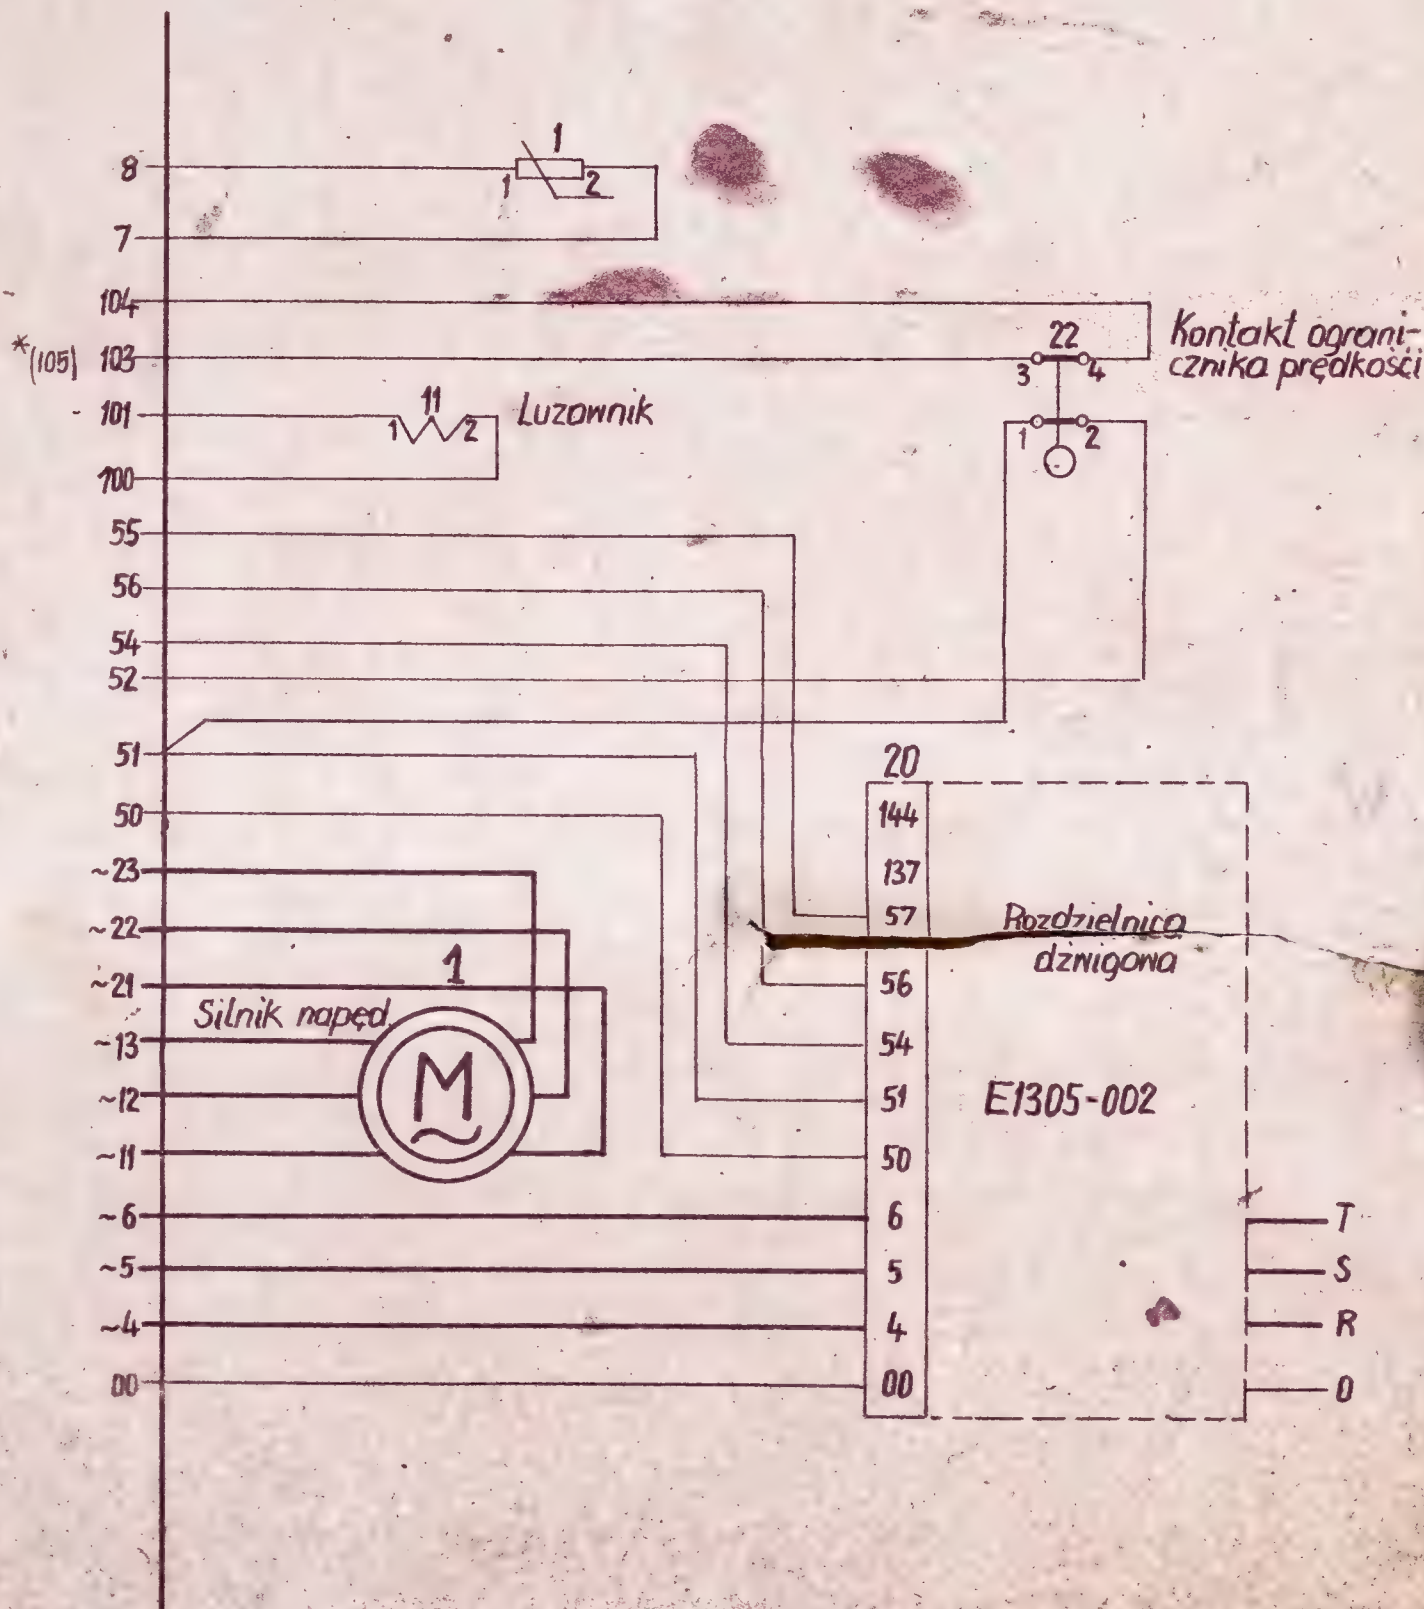 1
8
1 2
7
104
Kontakt ograni-
cznika prędkości
22
*(105) 103
3 4
11
Luzownik
101
1 2
1 2
100
55
56
54
52
51
20
50
144
~23
137
57
Rozdzielnica
dźwigowa
~22
1
~21
56
Silnik napęd.
~13
54
M
~
~12
51
E1305-002
~11
50
~6 6 T
~5 5 S
~4 4 R
00 00 0